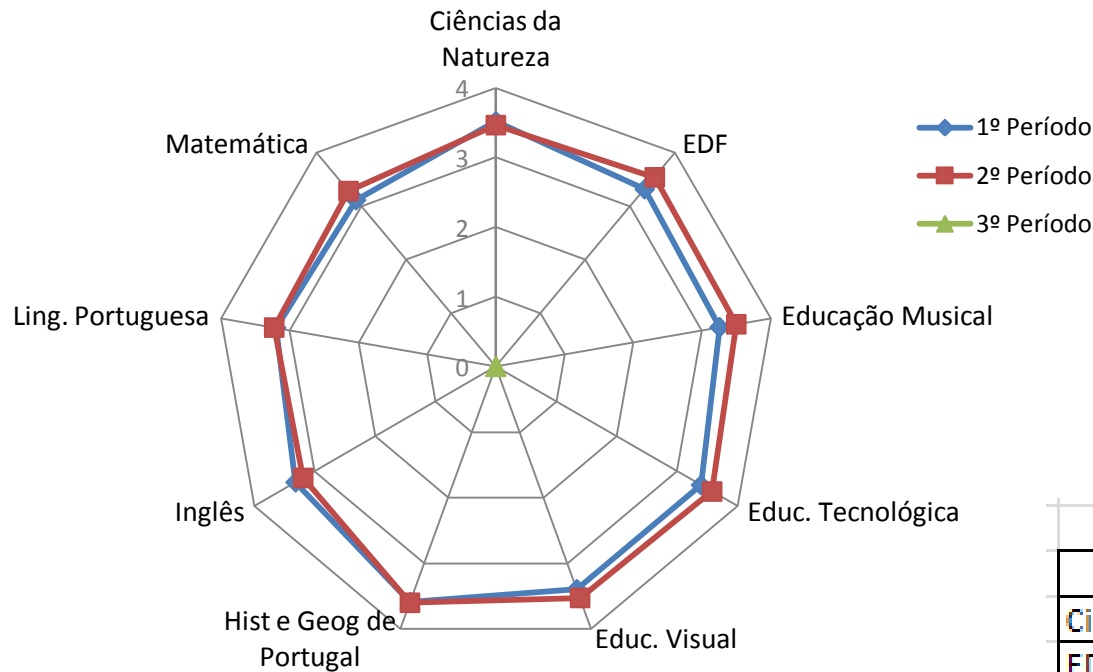 Ciências da
Natureza
4
3
2
1
0
EDF
Educação Musical
Educ. Tecnológica
Educ. Visual
Hist e Geog de
Portugal
Inglês
Ling. Portuguesa
Matemática
1º Período
2º Período
3º Período